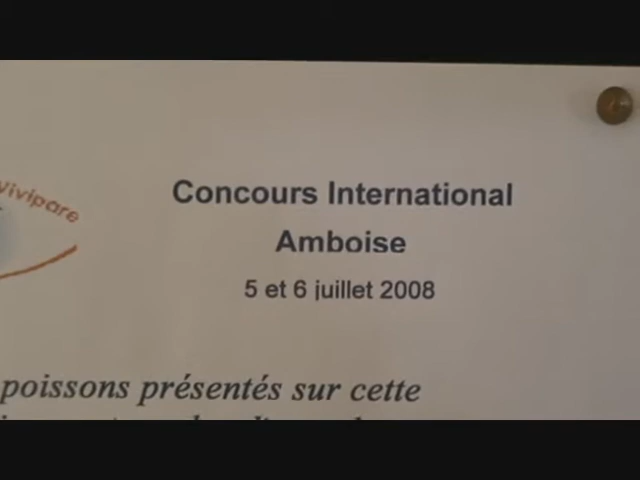 Vivipare
Concours International
Amboise
5 et 6 juillet 2008
poissons présentés sur cette